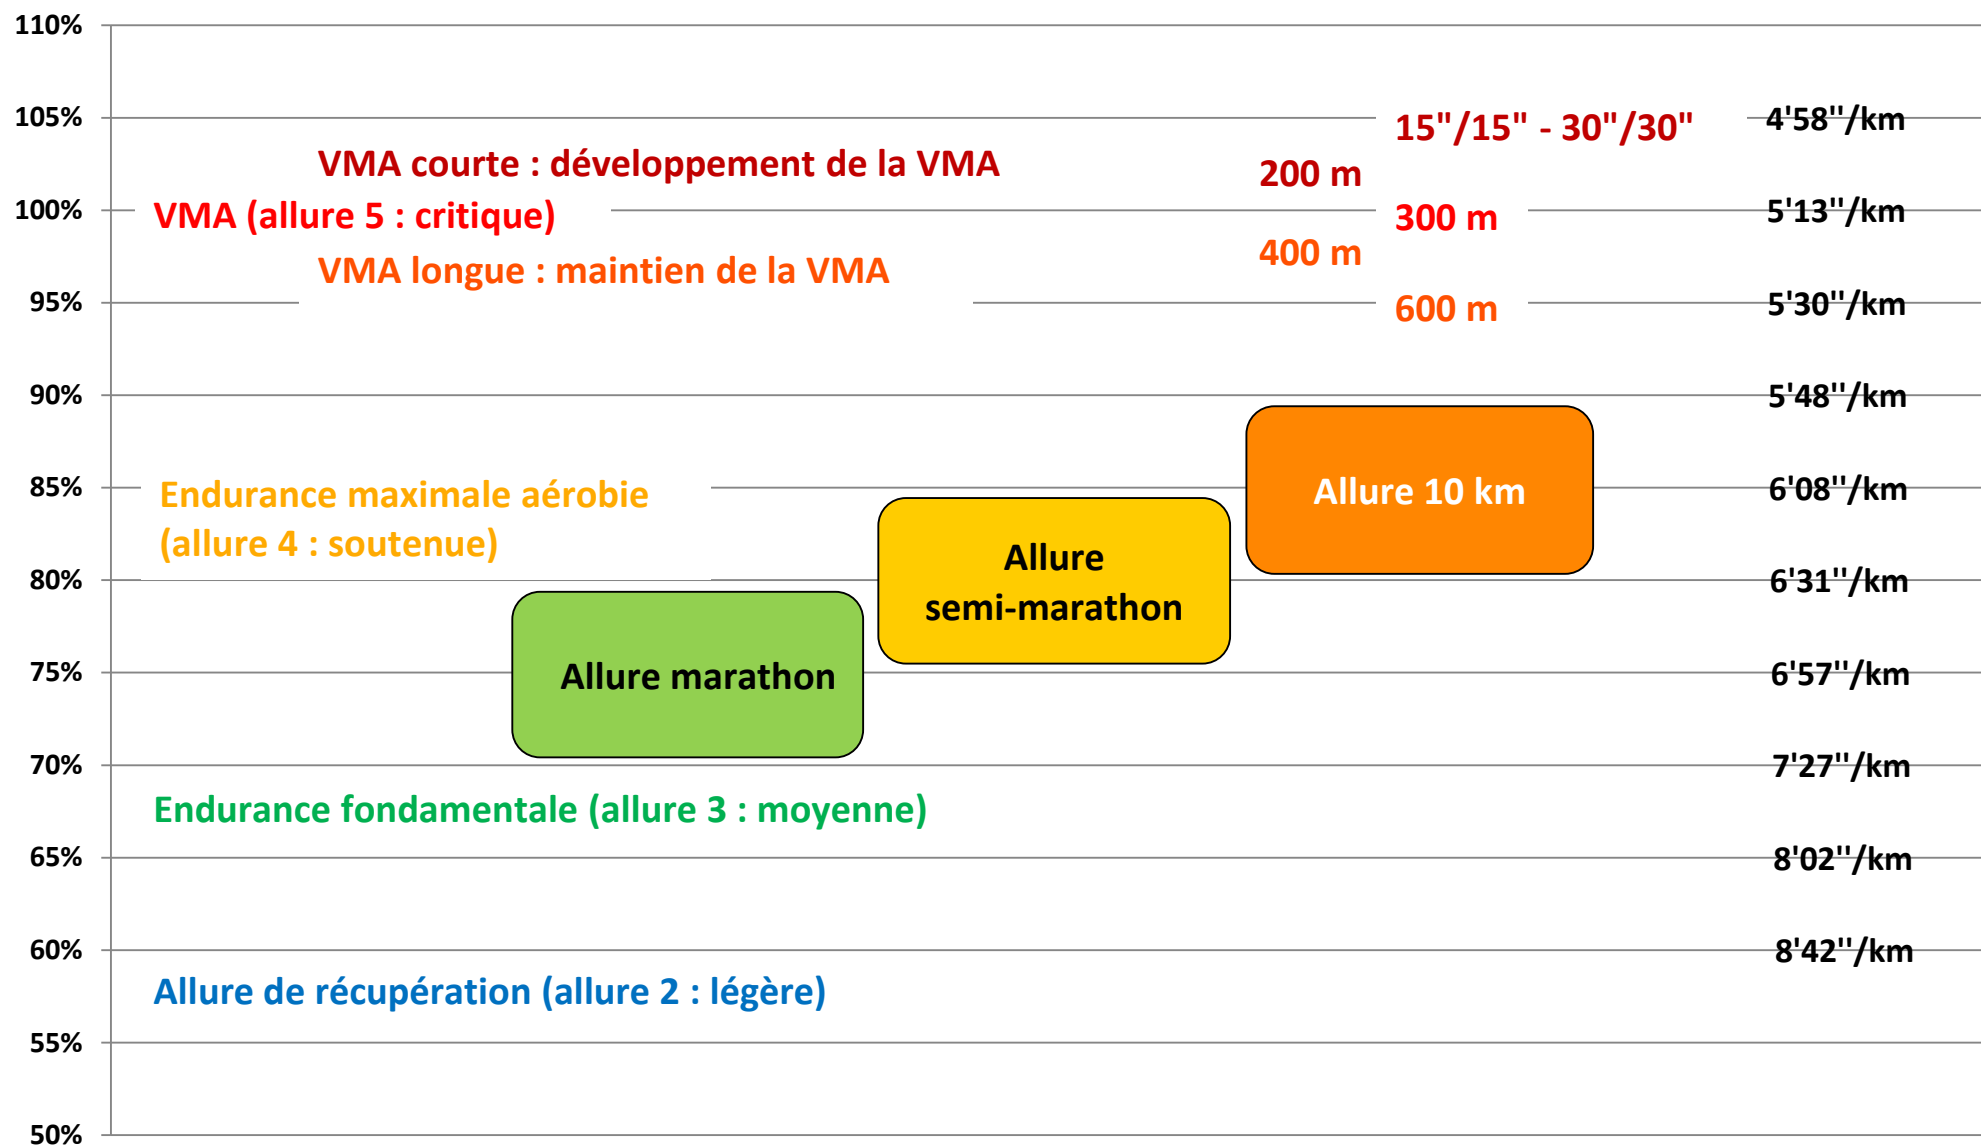 110%
105%
15"/15" - 30"/30"
4'58''/km
VMA courte : développement de la VMA
200 m
100%
VMA (allure 5 : critique)
300 m
5'13''/km
400 m
VMA longue : maintien de la VMA
95%
600 m
5'30''/km
90%
5'48''/km
85%
Endurance maximale aérobie
(allure 4 : soutenue)
Allure 10 km
6'08''/km
Allure
semi-marathon
80%
6'31''/km
75%
Allure marathon
6'57''/km
70%
7'27''/km
Endurance fondamentale (allure 3 : moyenne)
65%
8'02''/km
60%
8'42''/km
Allure de récupération (allure 2 : légère)
55%
50%